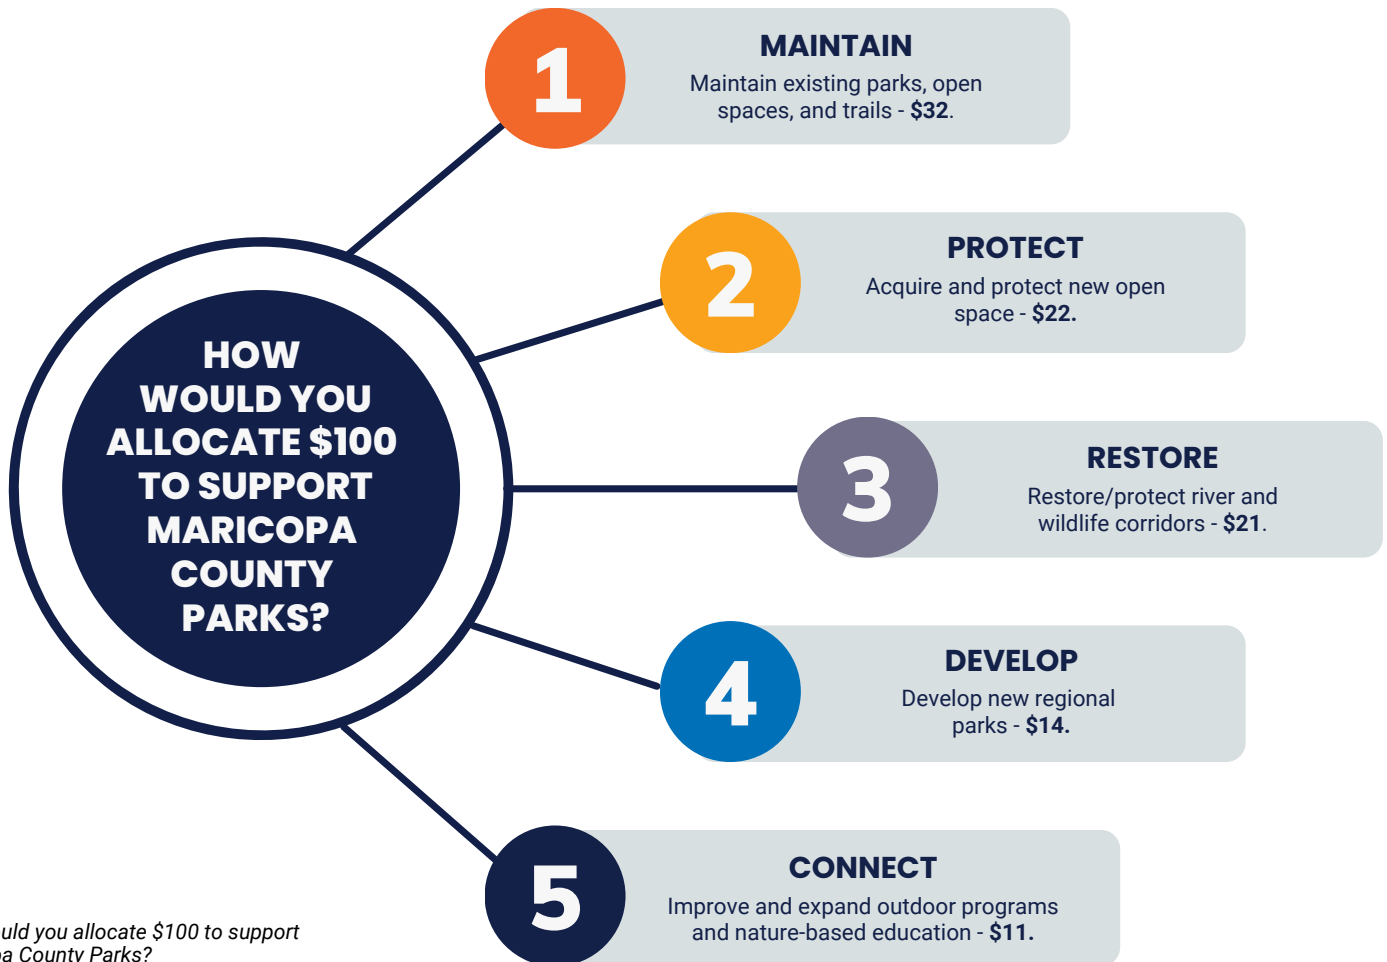 HOW
WOULD YOU
ALLOCATE $100
TO SUPPORT
MARICOPA
COUNTY
PARKS?
1
MAINTAIN
Maintain existing parks, open
spaces, and trails - $32.
2
PROTECT
Acquire and protect new open
space - $22.
3
RESTORE
Restore/protect river and
wildlife corridors - $21.
4
DEVELOP
Develop new regional
parks - $14.
5
CONNECT
Improve and expand outdoor programs
and nature-based education - $11.
you allocate $100 to support
County Parks?